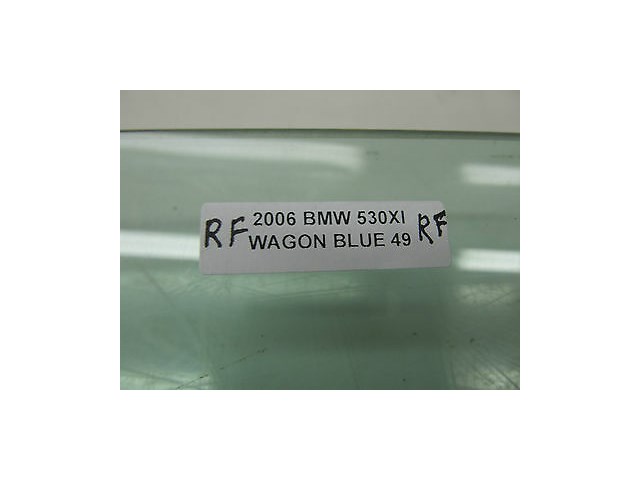 RF 2006 BMW 530XI RF
WAGON BLUE 49